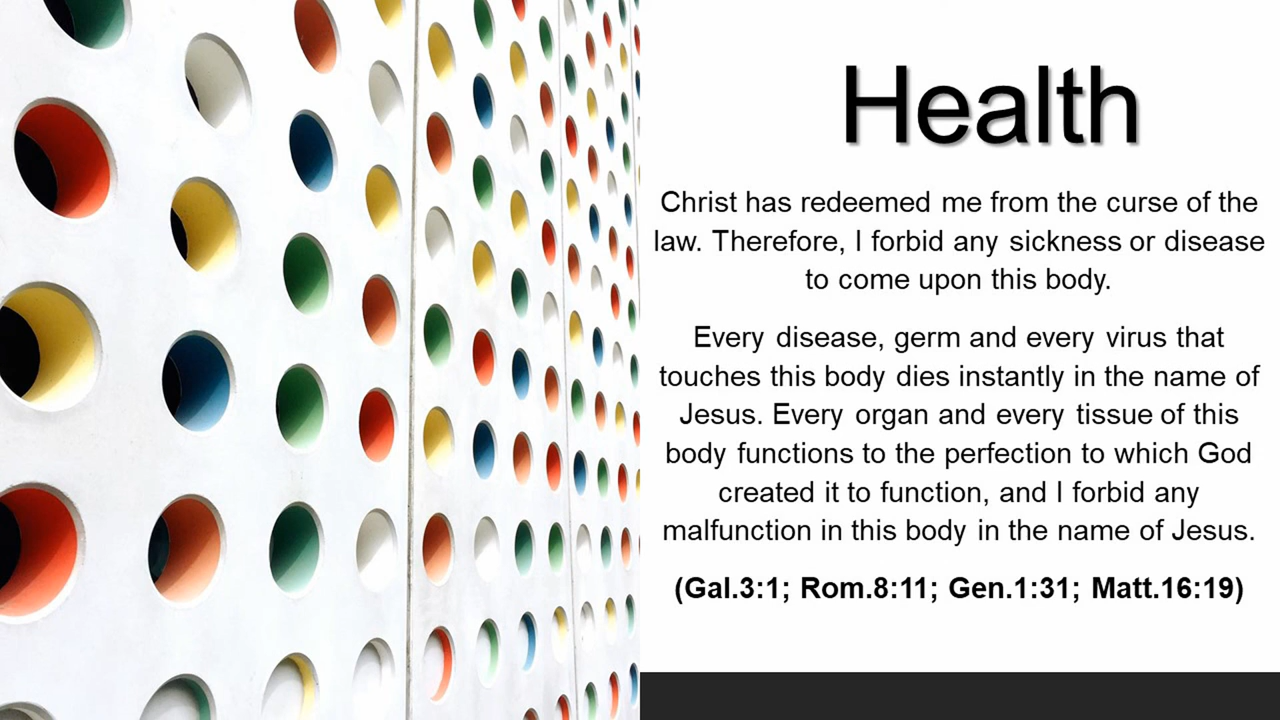 Health
Christ has redeemed me from the curse of the
law. Therefore, I forbid any sickness or disease
to come upon this body.
Every disease, germ and every virus that
touches this body dies instantly in the name of
Jesus. Every organ and every tissue of this
body functions to the perfection to which God
created it to function, and I forbid any
malfunction in this body in the name of Jesus.
(Gal.3:1; Rom.8:11; Gen.1:31; Matt.16:19)